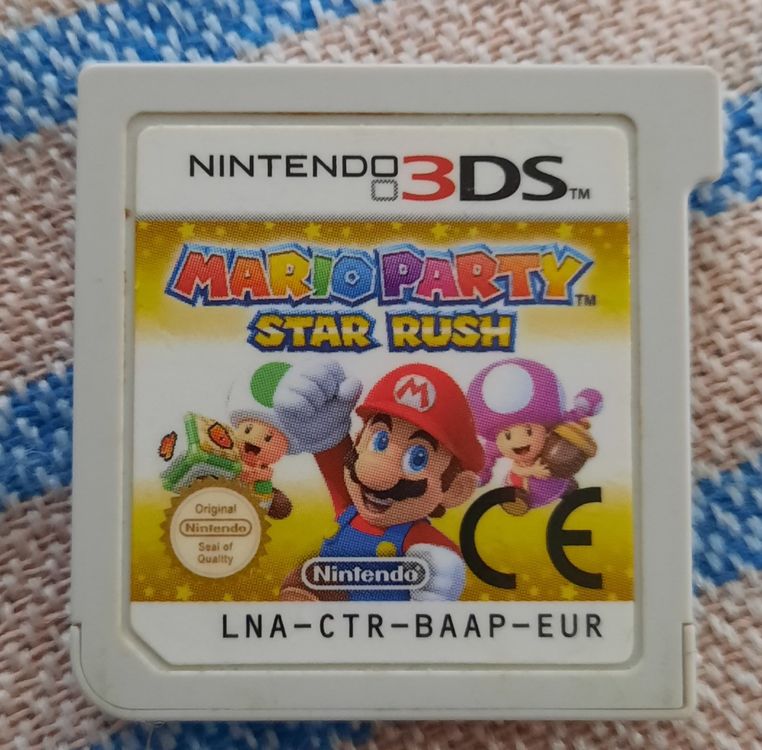 NINTENDO 3DS™
MARIO PARTY™
STAR RUSH
M
Original
Nintendo
Seal of
Quality
CE
Nintendo
LNA-CTR-BAAP-EUR